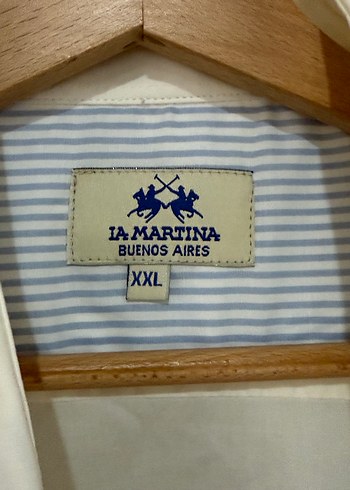 LA MARTINA
BUENOS AIRES
XXL